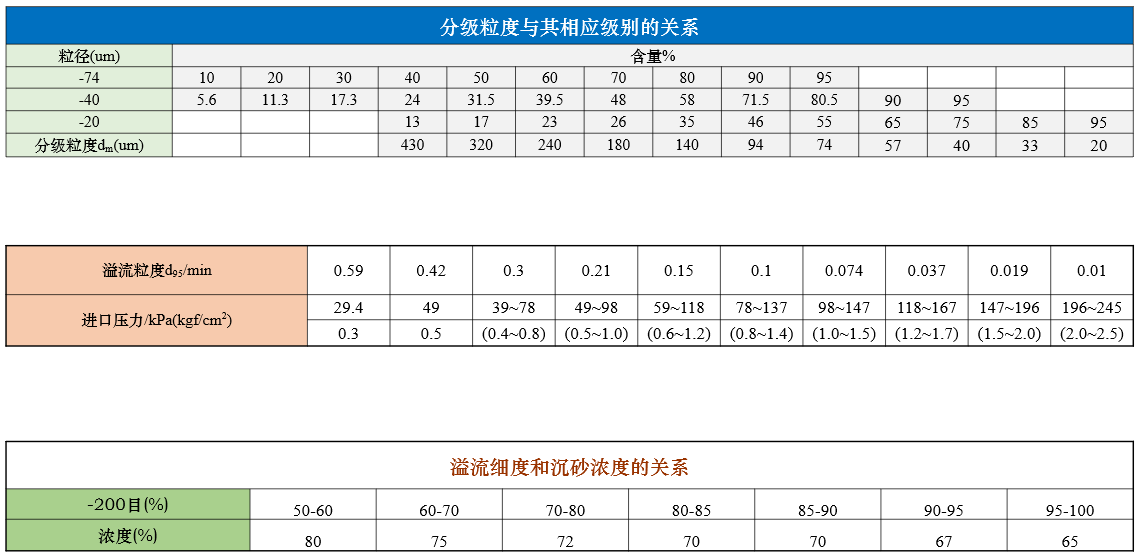 分级粒度与其相应级别的关系
粒径(um) 含量%
-74 10 20 30 40 50 60 70 80 90 95
-40 5.6 11.3 17.3 24 31.5 39.5 48 58 71.5 80.5 90 95
-20 13 17 23 26 35 46 55 65 75 85 95
分级粒度dm(um) 430 320 240 180 140 94 74 57 40 33 20
溢流粒度d95/min 0.59 0.42 0.3 0.21 0.15 0.1 0.074 0.037 0.019 0.01
进口压力/kPa(kgf/cm2) 29.4 49 39~78 49~98 59~118 78~137 98~147 118~167 147~196 196~245
0.3 0.5 (0.4~0.8) (0.5~1.0) (0.6~1.2) (0.8~1.4) (1.0~1.5) (1.2~1.7) (1.5~2.0) (2.0~2.5)
溢流细度和沉砂浓度的关系
-200目(%) 50-60 60-70 70-80 80-85 85-90 90-95 95-100
浓度(%) 80 75 72 70 70 67 65